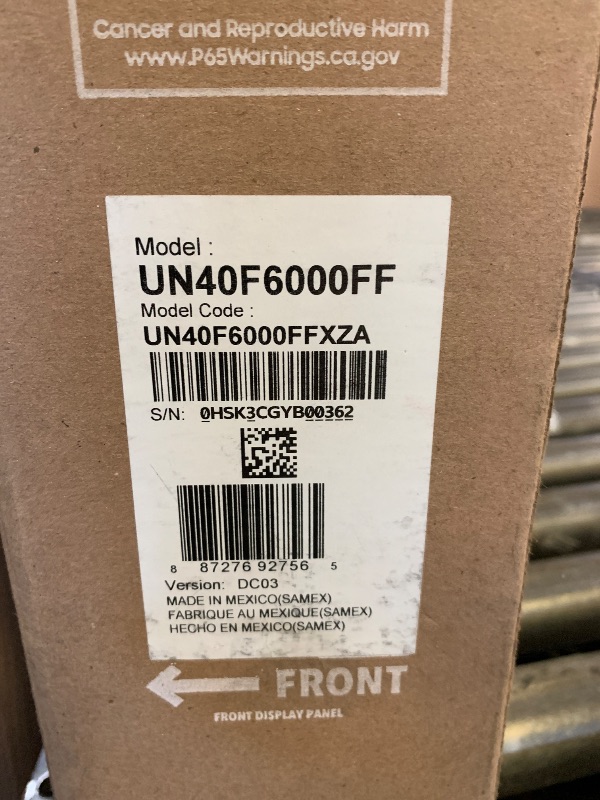 Cancer and Reproductive Harm
www.P65Warnings.ca.gov
Model :
UN40F6000FF
Model Code :
UN40F6000FFXZA
S/N: 0HSK3CGYB00362
8 87276 92756 5
Version: DC03
MADE IN MEXICO(SAMEX)
FABRIQUE AU MEXIQUE(SAMEX)
HECHO EN MEXICO(SAMEX)
FRONT
FRONT DISPLAY PANEL